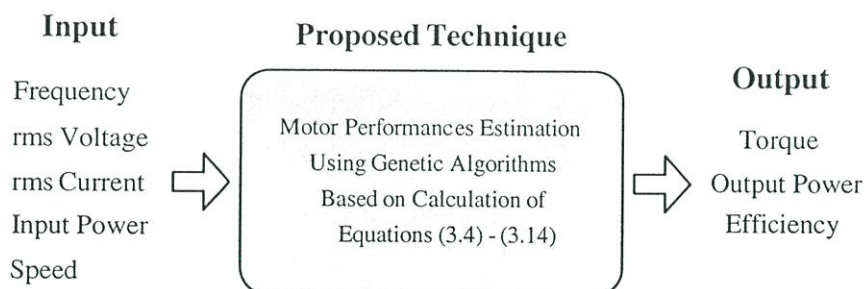 Input
Frequency
rms Voltage
rms Current
Input Power
Speed
Proposed Technique
Motor Performances Estimation
Using Genetic Algorithms
Based on Calculation of
Equations (3.4) - (3.14)
Output
Torque
Output Power
Efficiency